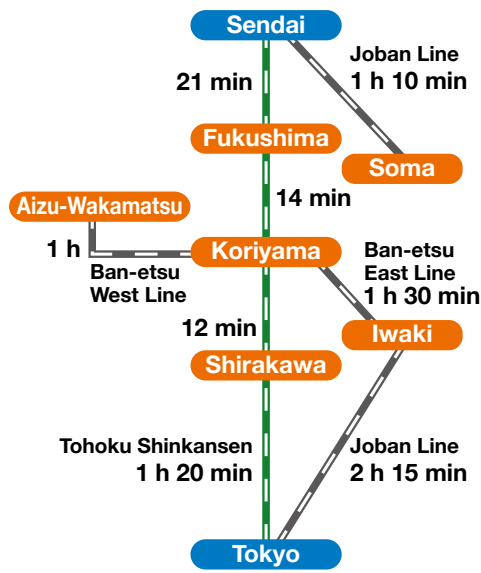 Sendai
Joban Line
1 h 10 min
21 min
Fukushima
Soma
14 min
Aizu-Wakamatsu
1 h
Ban-etsu
West Line
Koriyama
Ban-etsu
East Line
1 h 30 min
12 min
Iwaki
Shirakawa
Tohoku Shinkansen
1 h 20 min
Joban Line
2 h 15 min
Tokyo